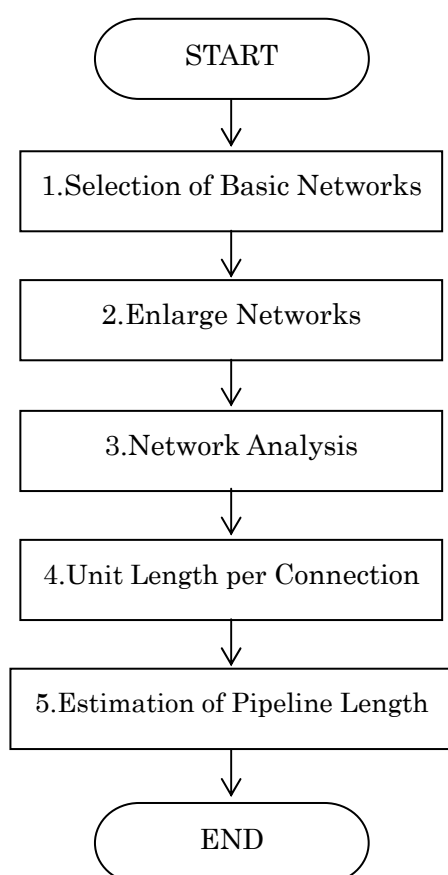 START
1.Selection of Basic Networks
2.Enlarge Networks
3.Network Analysis
4.Unit Length per Connection
5.Estimation of Pipeline Length
END